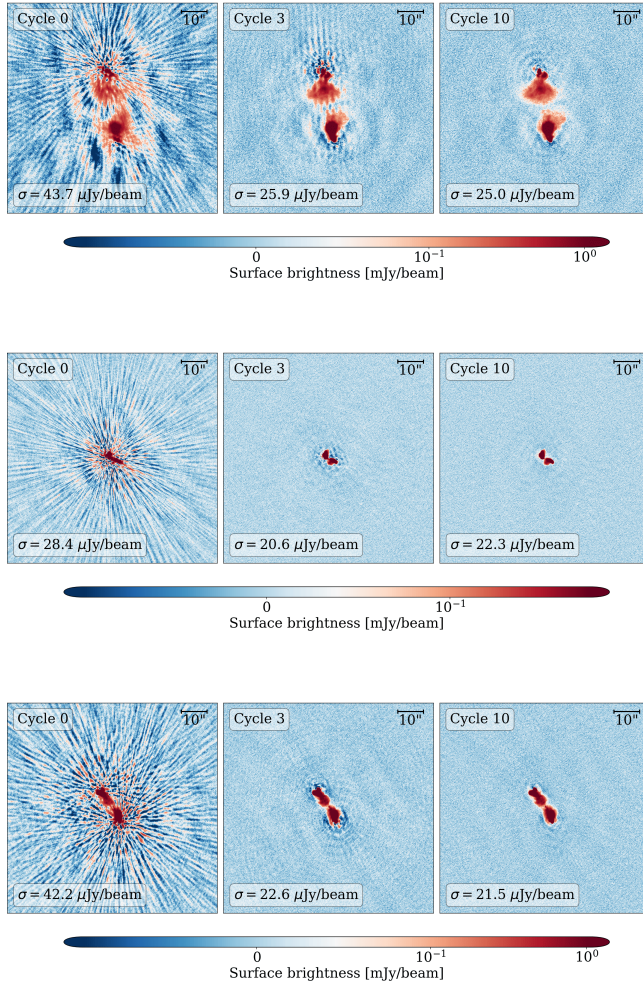 Cycle 0 10" Cycle 3 10" Cycle 10 10"
σ = 43.7 μJy/beam σ = 25.9 μJy/beam σ = 25.0 μJy/beam
0 10⁻¹ 10⁰
Surface brightness [mJy/beam]
Cycle 0 10" Cycle 3 10" Cycle 10 10"
σ = 28.4 μJy/beam σ = 20.6 μJy/beam σ = 22.3 μJy/beam
0 10⁻¹
Surface brightness [mJy/beam]
Cycle 0 10" Cycle 3 10" Cycle 10 10"
σ = 42.2 μJy/beam σ = 22.6 μJy/beam σ = 21.5 μJy/beam
0 10⁻¹ 10⁰
Surface brightness [mJy/beam]